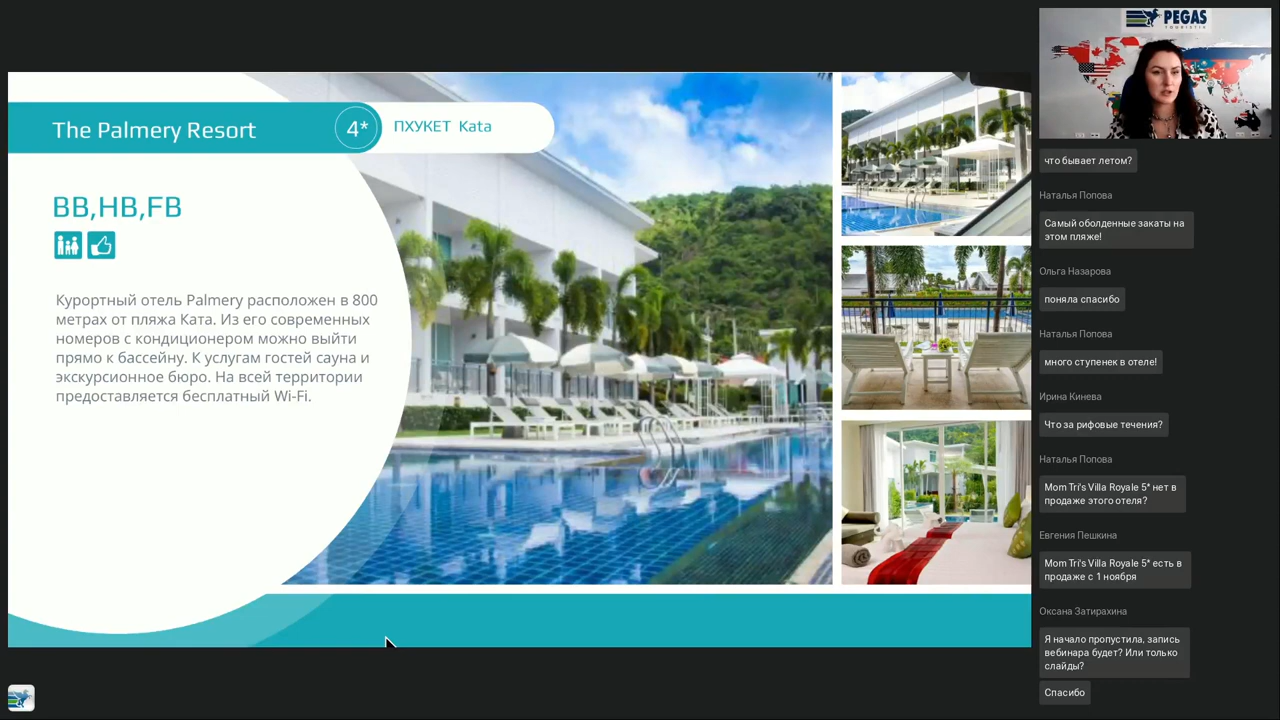 The Palmery Resort
4*
ПХУКЕТ Kata
BB,HB,FB
Курортный отель Palmery расположен в 800
метрах от пляжа Ката. Из его современных
номеров с кондиционером можно выйти
прямо к бассейну. К услугам гостей сауна и
экскурсионное бюро. На всей территории
предоставляется бесплатный Wi-Fi.
PEGAS
TOURISTIK
что бывает летом?
Наталья Попова
Самый оболденные закаты на
этом пляже!
Ольга Назарова
поняла спасибо
Наталья Попова
много ступенек в отеле!
Ирина Кинева
Что за рифовые течения?
Наталья Попова
Mom Tri's Villa Royale 5* нет в
продаже этого отеля?
Евгения Пешкина
Mom Tri's Villa Royale 5* есть в
продаже с 1 ноября
Оксана Затирахина
Я начало пропустила, запись
вебинара будет? Или только
слайды?
Спасибо